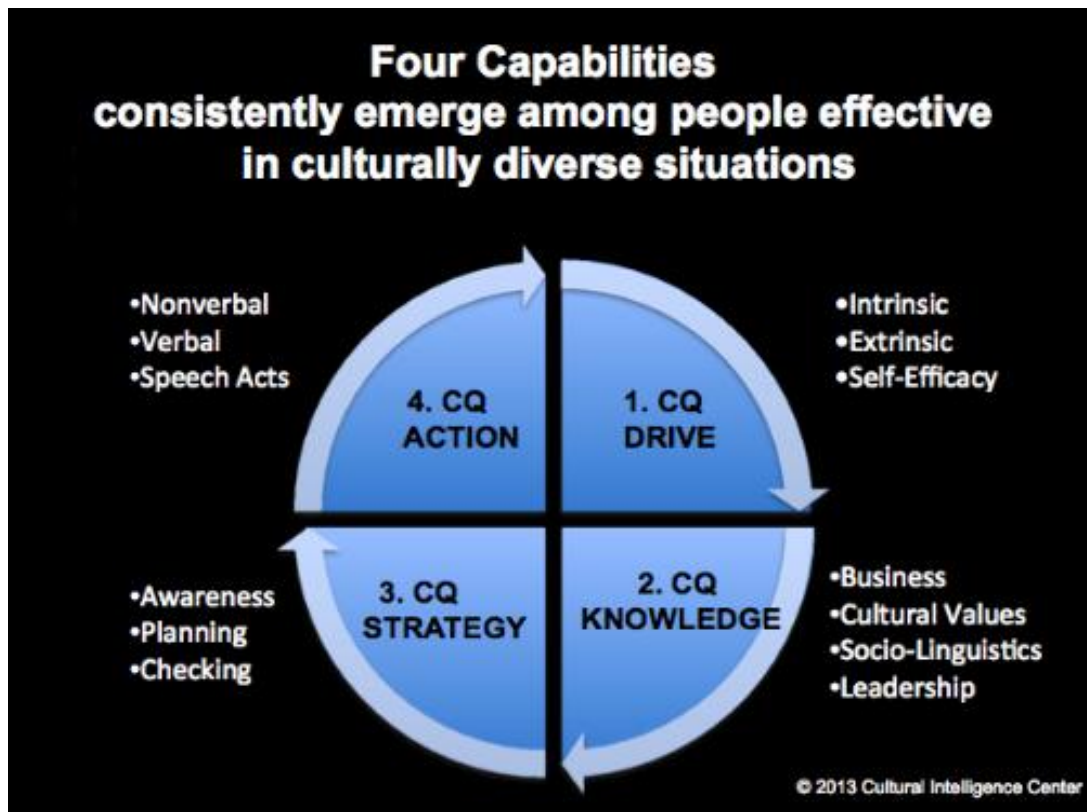 Four Capabilities
consistently emerge among people effective
in culturally diverse situations
•Nonverbal
•Verbal
•Speech Acts
4. CQ
ACTION
1. CQ
DRIVE
•Intrinsic
•Extrinsic
•Self-Efficacy
•Awareness
•Planning
•Checking
3. CQ
STRATEGY
2. CQ
KNOWLEDGE
•Business
•Cultural Values
•Socio-Linguistics
•Leadership
© 2013 Cultural Intelligence Center